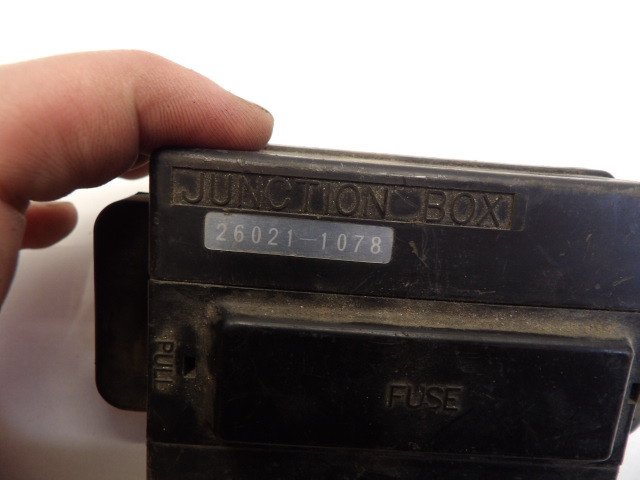 JUNCTION BOX
26021-1078
PULL
FUSE